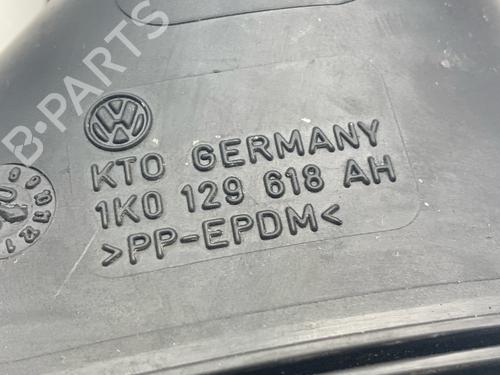 B-PARTS
KTO GERMANY
1K0 129 618 AH
>PP-EPDM<